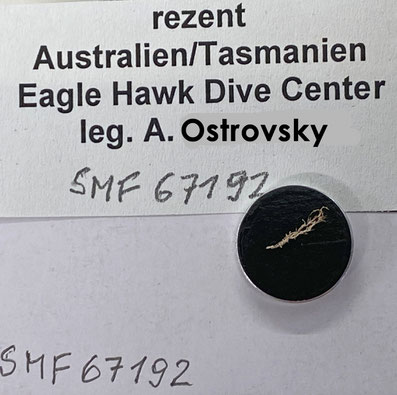 rezent
Australien/Tasmanien
Eagle Hawk Dive Center
leg. A. Ostrovsky
SMF 67192
SMF 67192